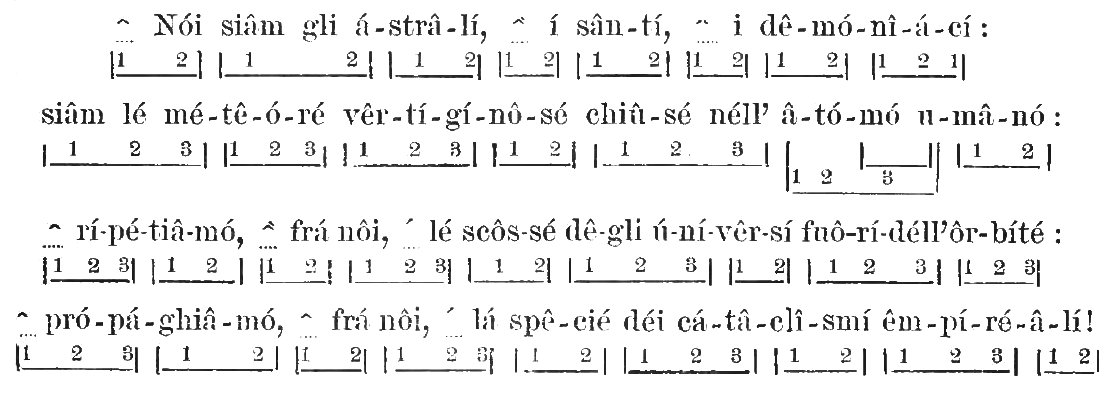 ˆ Nói siâm gli á-strâ-lí, ˆ í sân-tí, ˆ i dê-mó-nî-á-cí :
1 2 1 2 1 2 1 2 1 2 1 2 1 2 1 2 1
siâm lé mé-tê-ó-ré vêr-tí-gí-nô-sé chiû-sé néll' â-tó-mó u-mâ-nó :
1 2 3 1 2 3 1 2 3 1 2 1 2 3 1 2 3 1 2
ˆ rí-pé-tiâ-mó, ˆ frá nôi, ´ lé scôs-sé dê-gli ú-ní-vêr-sí fuô-rí-déll'ôr-bíté :
1 2 3 1 2 1 2 1 2 3 1 2 1 2 3 1 2 1 2 3 1 2 3
ˆ pró-pá-ghiâ-mó, ˆ frá nôi, ´ lá spê-cié déi cá-tâ-clî-smí êm-pí-ré-â-lí!
1 2 3 1 2 1 2 1 2 3 1 2 1 2 3 1 2 1 2 3 1 2